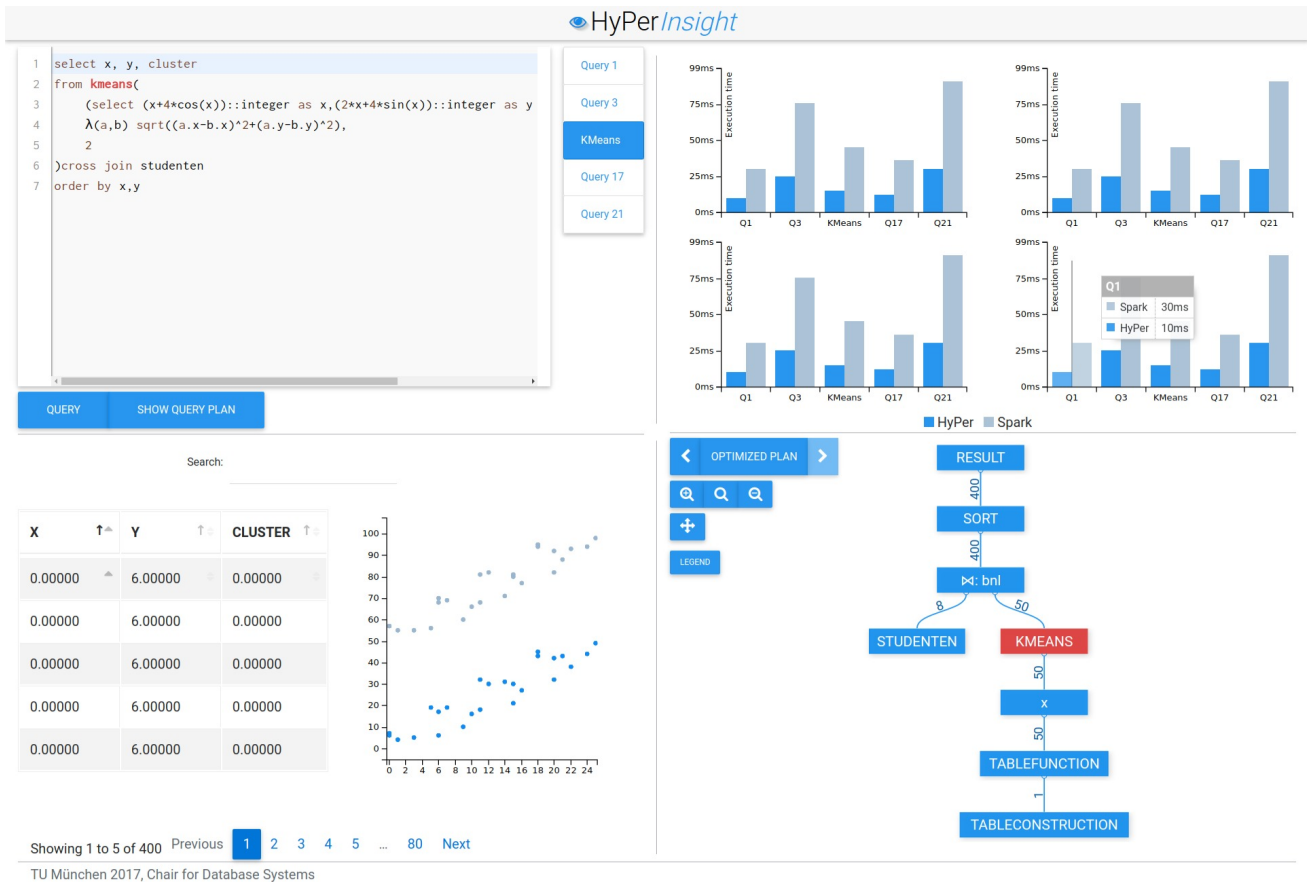 HyPerInsight
1 select x, y, cluster
2 from kmeans(
3 (select (x+4*cos(x))::integer as x,(2*x+4*sin(x))::integer as y
4 λ(a,b) sqrt((a.x-b.x)^2+(a.y-b.y)^2),
5 2
6 )cross join studenten
7 order by x,y
Query 1
Query 3
KMeans
Query 17
Query 21
QUERY SHOW QUERY PLAN
99ms
75ms
50ms
25ms
0ms
Execution time
Q1 Q3 KMeans Q17 Q21
99ms
75ms
50ms
25ms
0ms
Execution time
Q1 Q3 KMeans Q17 Q21
99ms
75ms
50ms
25ms
0ms
Execution time
Q1 Q3 KMeans Q17 Q21
99ms
75ms
50ms
25ms
0ms
Execution time
Q1
Spark 30ms
HyPer 10ms
Q1 Q3 KMeans Q17 Q21
HyPer Spark
Search:
X Y CLUSTER
0.00000 6.00000 0.00000
0.00000 6.00000 0.00000
0.00000 6.00000 0.00000
0.00000 6.00000 0.00000
0.00000 6.00000 0.00000
100
90
80
70
60
50
40
30
20
10
0
0 2 4 6 8 10 12 14 16 18 20 22 24
Showing 1 to 5 of 400 Previous 1 2 3 4 5 … 80 Next
OPTIMIZED PLAN
LEGEND
RESULT
400
SORT
400
⋈: bnl
8 50
STUDENTEN KMEANS
50
x
50
TABLEFUNCTION
1
TABLECONSTRUCTION
TU München 2017, Chair for Database Systems